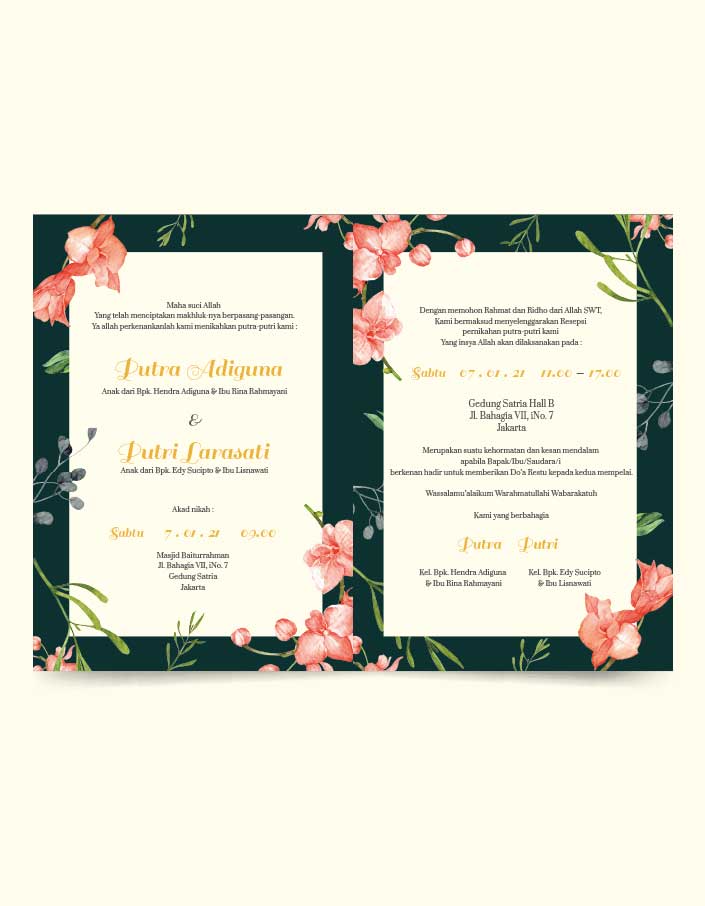 Maha suci Allah
Yang telah menciptakan makhluk-nya berpasang-pasangan.
Ya allah perkenankanlah kami menikahkan putra-putri kami :
Putra Adiguna
Anak dari Bpk. Hendra Adiguna & Ibu Rina Rahmayani
&
Putri Larasati
Anak dari Bpk. Edy Sucipto & Ibu Lisnawati
Akad nikah :
Sabtu 7 . 01 . 21 09.00
Masjid Baiturrahman
Jl. Bahagia VII, iNo. 7
Gedung Satria
Jakarta
Dengan memohon Rahmat dan Ridho dari Allah SWT,
Kami bermaksud menyelenggarakan Resepsi
pernikahan putra-putri kami
Yang insya Allah akan dilaksanakan pada :
Sabtu 07 . 01 . 21 | 11.00 – 17.00
Gedung Satria Hall B
Jl. Bahagia VII, iNo. 7
Jakarta
Merupakan suatu kehormatan dan kesan mendalam
apabila Bapak/Ibu/Saudara/i
berkenan hadir untuk memberikan Do'a Restu kepada kedua mempelai.
Wassalamu'alaikum Warahmatullahi Wabarakatuh
Kami yang berbahagia
Putra Putri
Kel. Bpk. Hendra Adiguna Kel. Bpk. Edy Sucipto
& Ibu Rina Rahmayani & Ibu Lisnawati